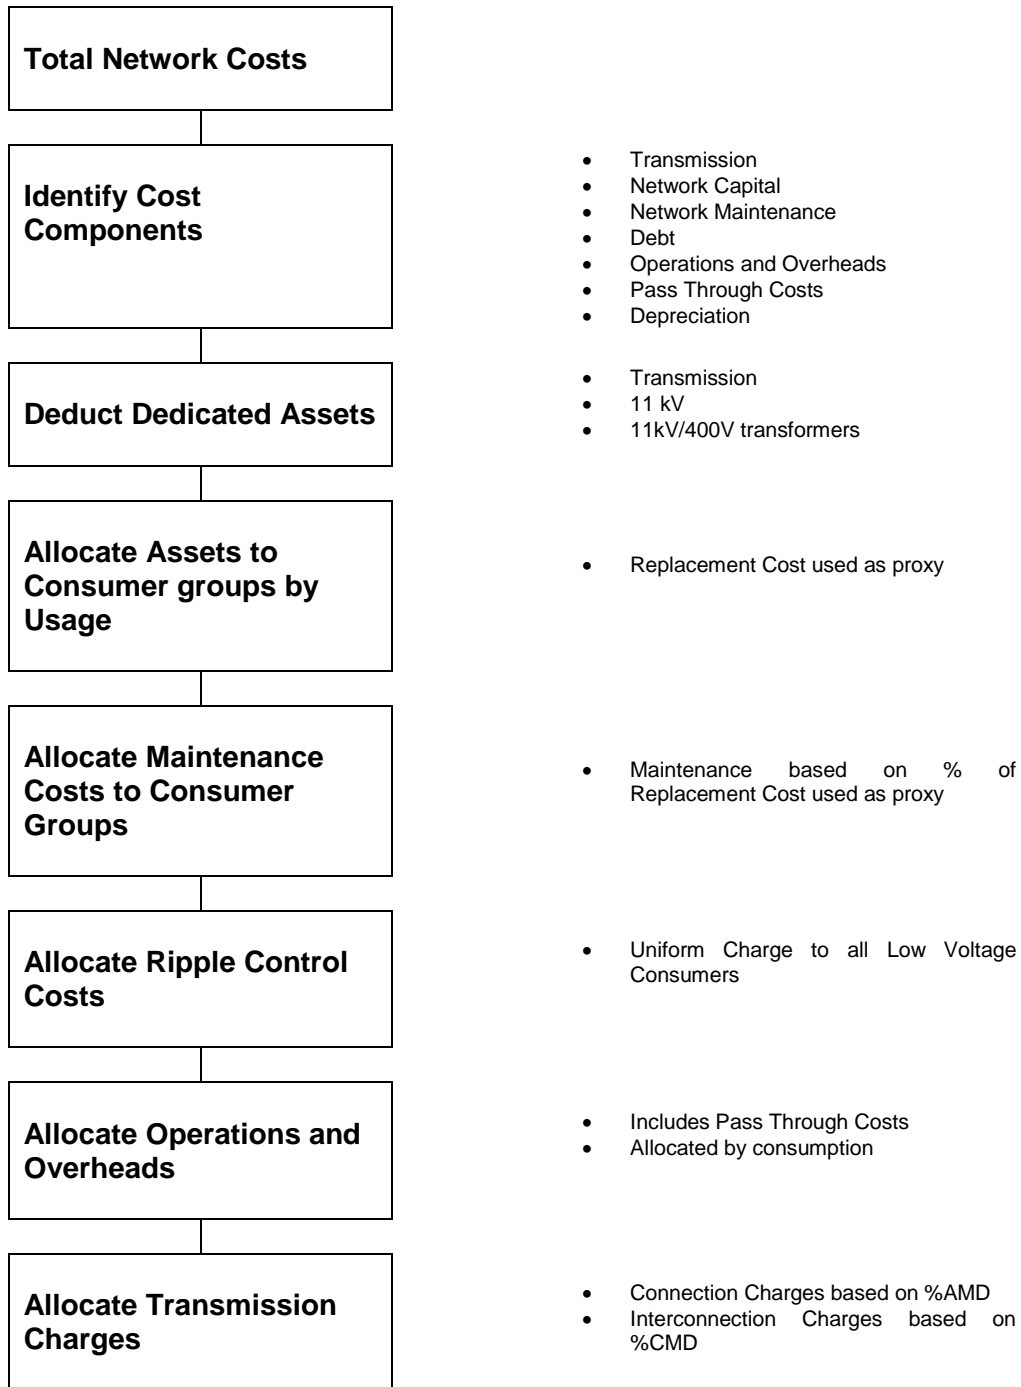 Total Network Costs
Identify Cost
Components
• Transmission
• Network Capital
• Network Maintenance
• Debt
• Operations and Overheads
• Pass Through Costs
• Depreciation
Deduct Dedicated Assets
• Transmission
• 11 kV
• 11kV/400V transformers
Allocate Assets to
Consumer groups by
Usage
• Replacement Cost used as proxy
Allocate Maintenance
Costs to Consumer
Groups
• Maintenance based on % of
Replacement Cost used as proxy
Allocate Ripple Control
Costs
• Uniform Charge to all Low Voltage
Consumers
Allocate Operations and
Overheads
• Includes Pass Through Costs
• Allocated by consumption
Allocate Transmission
Charges
• Connection Charges based on %AMD
• Interconnection Charges based on
%CMD